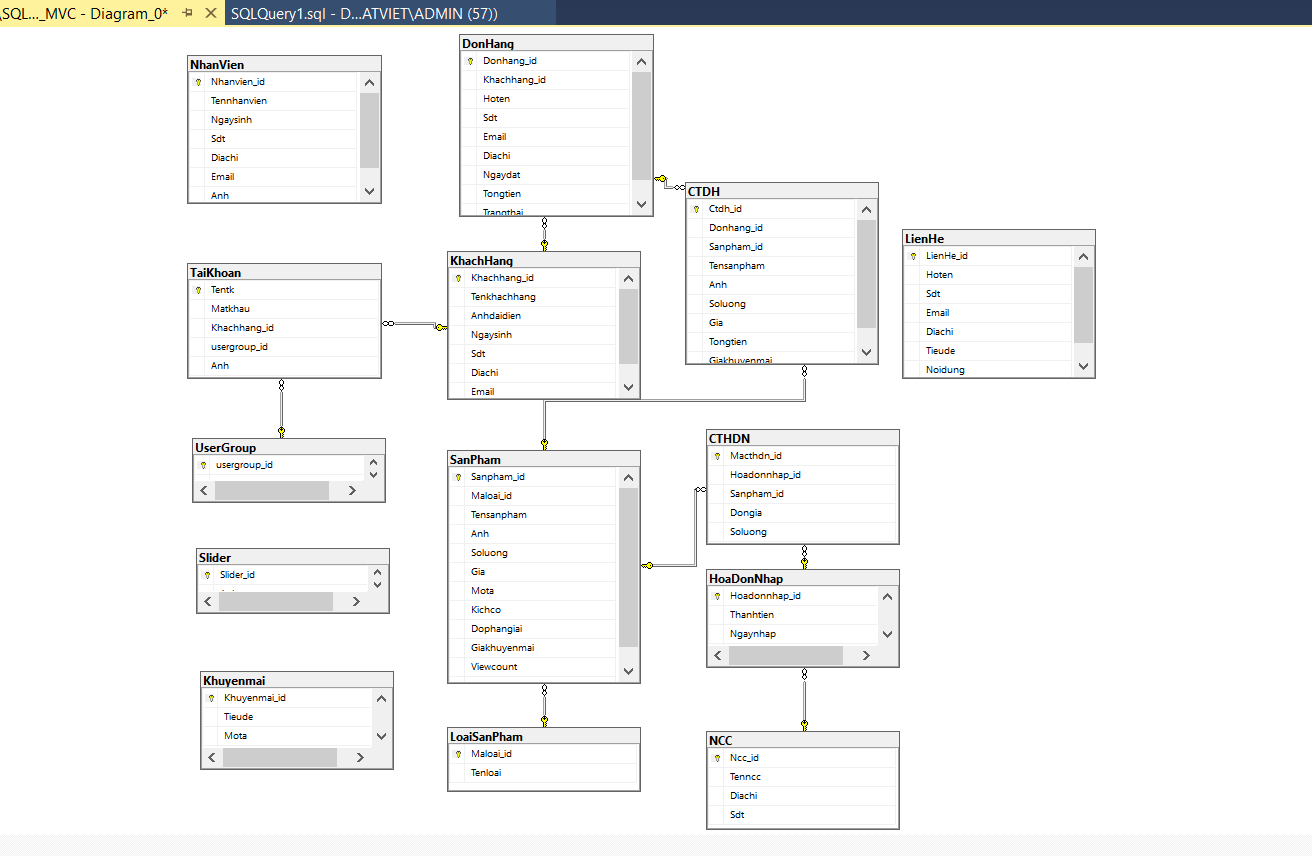 \SQL..._MVC - Diagram_0*
SQLQuery1.sql - D...ATVIET\ADMIN (57))
NhanVien
Nhanvien_id
Tennhanvien
Ngaysinh
Sdt
Diachi
Email
Anh
DonHang
Donhang_id
Khachhang_id
Hoten
Sdt
Email
Diachi
Ngaydat
Tongtien
Trangthai
CTDH
Ctdh_id
Donhang_id
Sanpham_id
Tensanpham
Anh
Soluong
Gia
Tongtien
Giakhuyenmai
LienHe
LienHe_id
Hoten
Sdt
Email
Diachi
Tieude
Noidung
TaiKhoan
Tentk
Matkhau
Khachhang_id
usergroup_id
Anh
KhachHang
Khachhang_id
Tenkhachhang
Anhdaidien
Ngaysinh
Sdt
Diachi
Email
UserGroup
usergroup_id
SanPham
Sanpham_id
Maloai_id
Tensanpham
Anh
Soluong
Gia
Mota
Kichco
Dophangiai
Giakhuyenmai
Viewcount
CTHDN
Macthdn_id
Hoadonnhap_id
Sanpham_id
Dongia
Soluong
Slider
Slider_id
HoaDonNhap
Hoadonnhap_id
Thanhtien
Ngaynhap
Khuyenmai
Khuyenmai_id
Tieude
Mota
LoaiSanPham
Maloai_id
Tenloai
NCC
Ncc_id
Tenncc
Diachi
Sdt